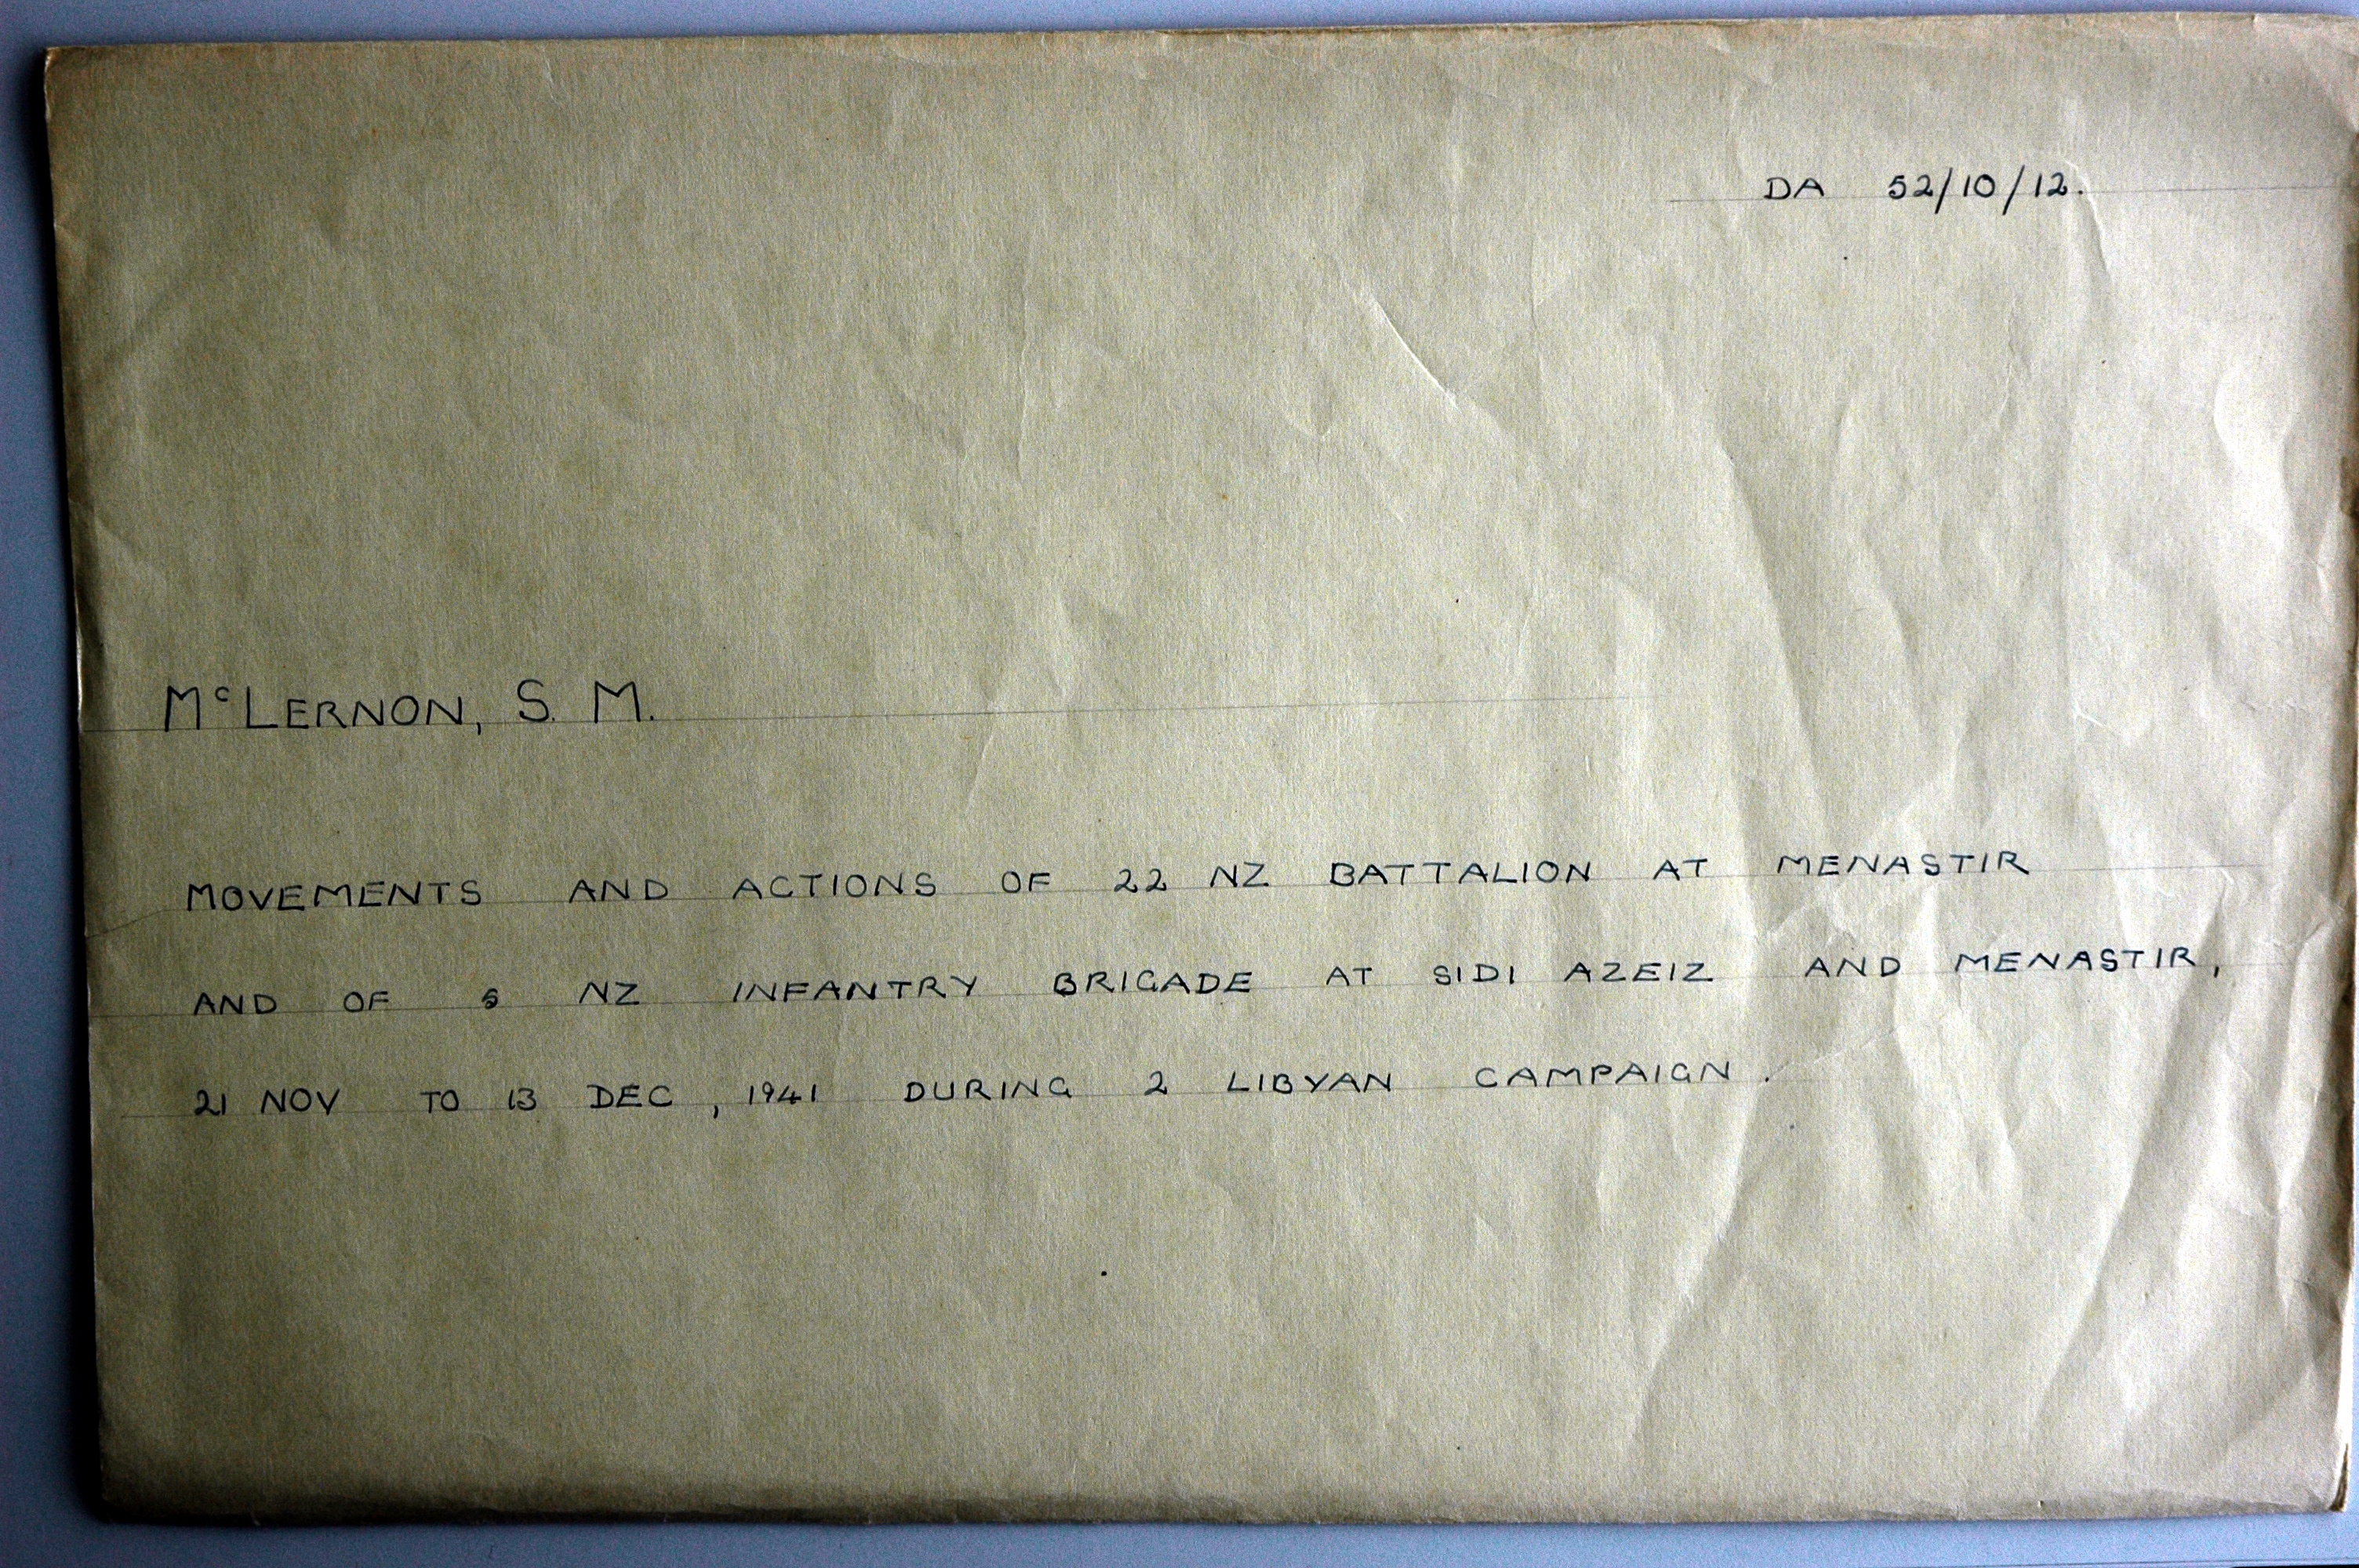 DA 52/10/12.
McLERNON, S. M.
MOVEMENTS AND ACTIONS OF 22 NZ BATTALION AT MENASTIR
AND OF 5 NZ INFANTRY BRIGADE AT SIDI AZEIZ AND MENASTIR,
21 NOV TO 13 DEC, 1941 DURING 2 LIBYAN CAMPAIGN.